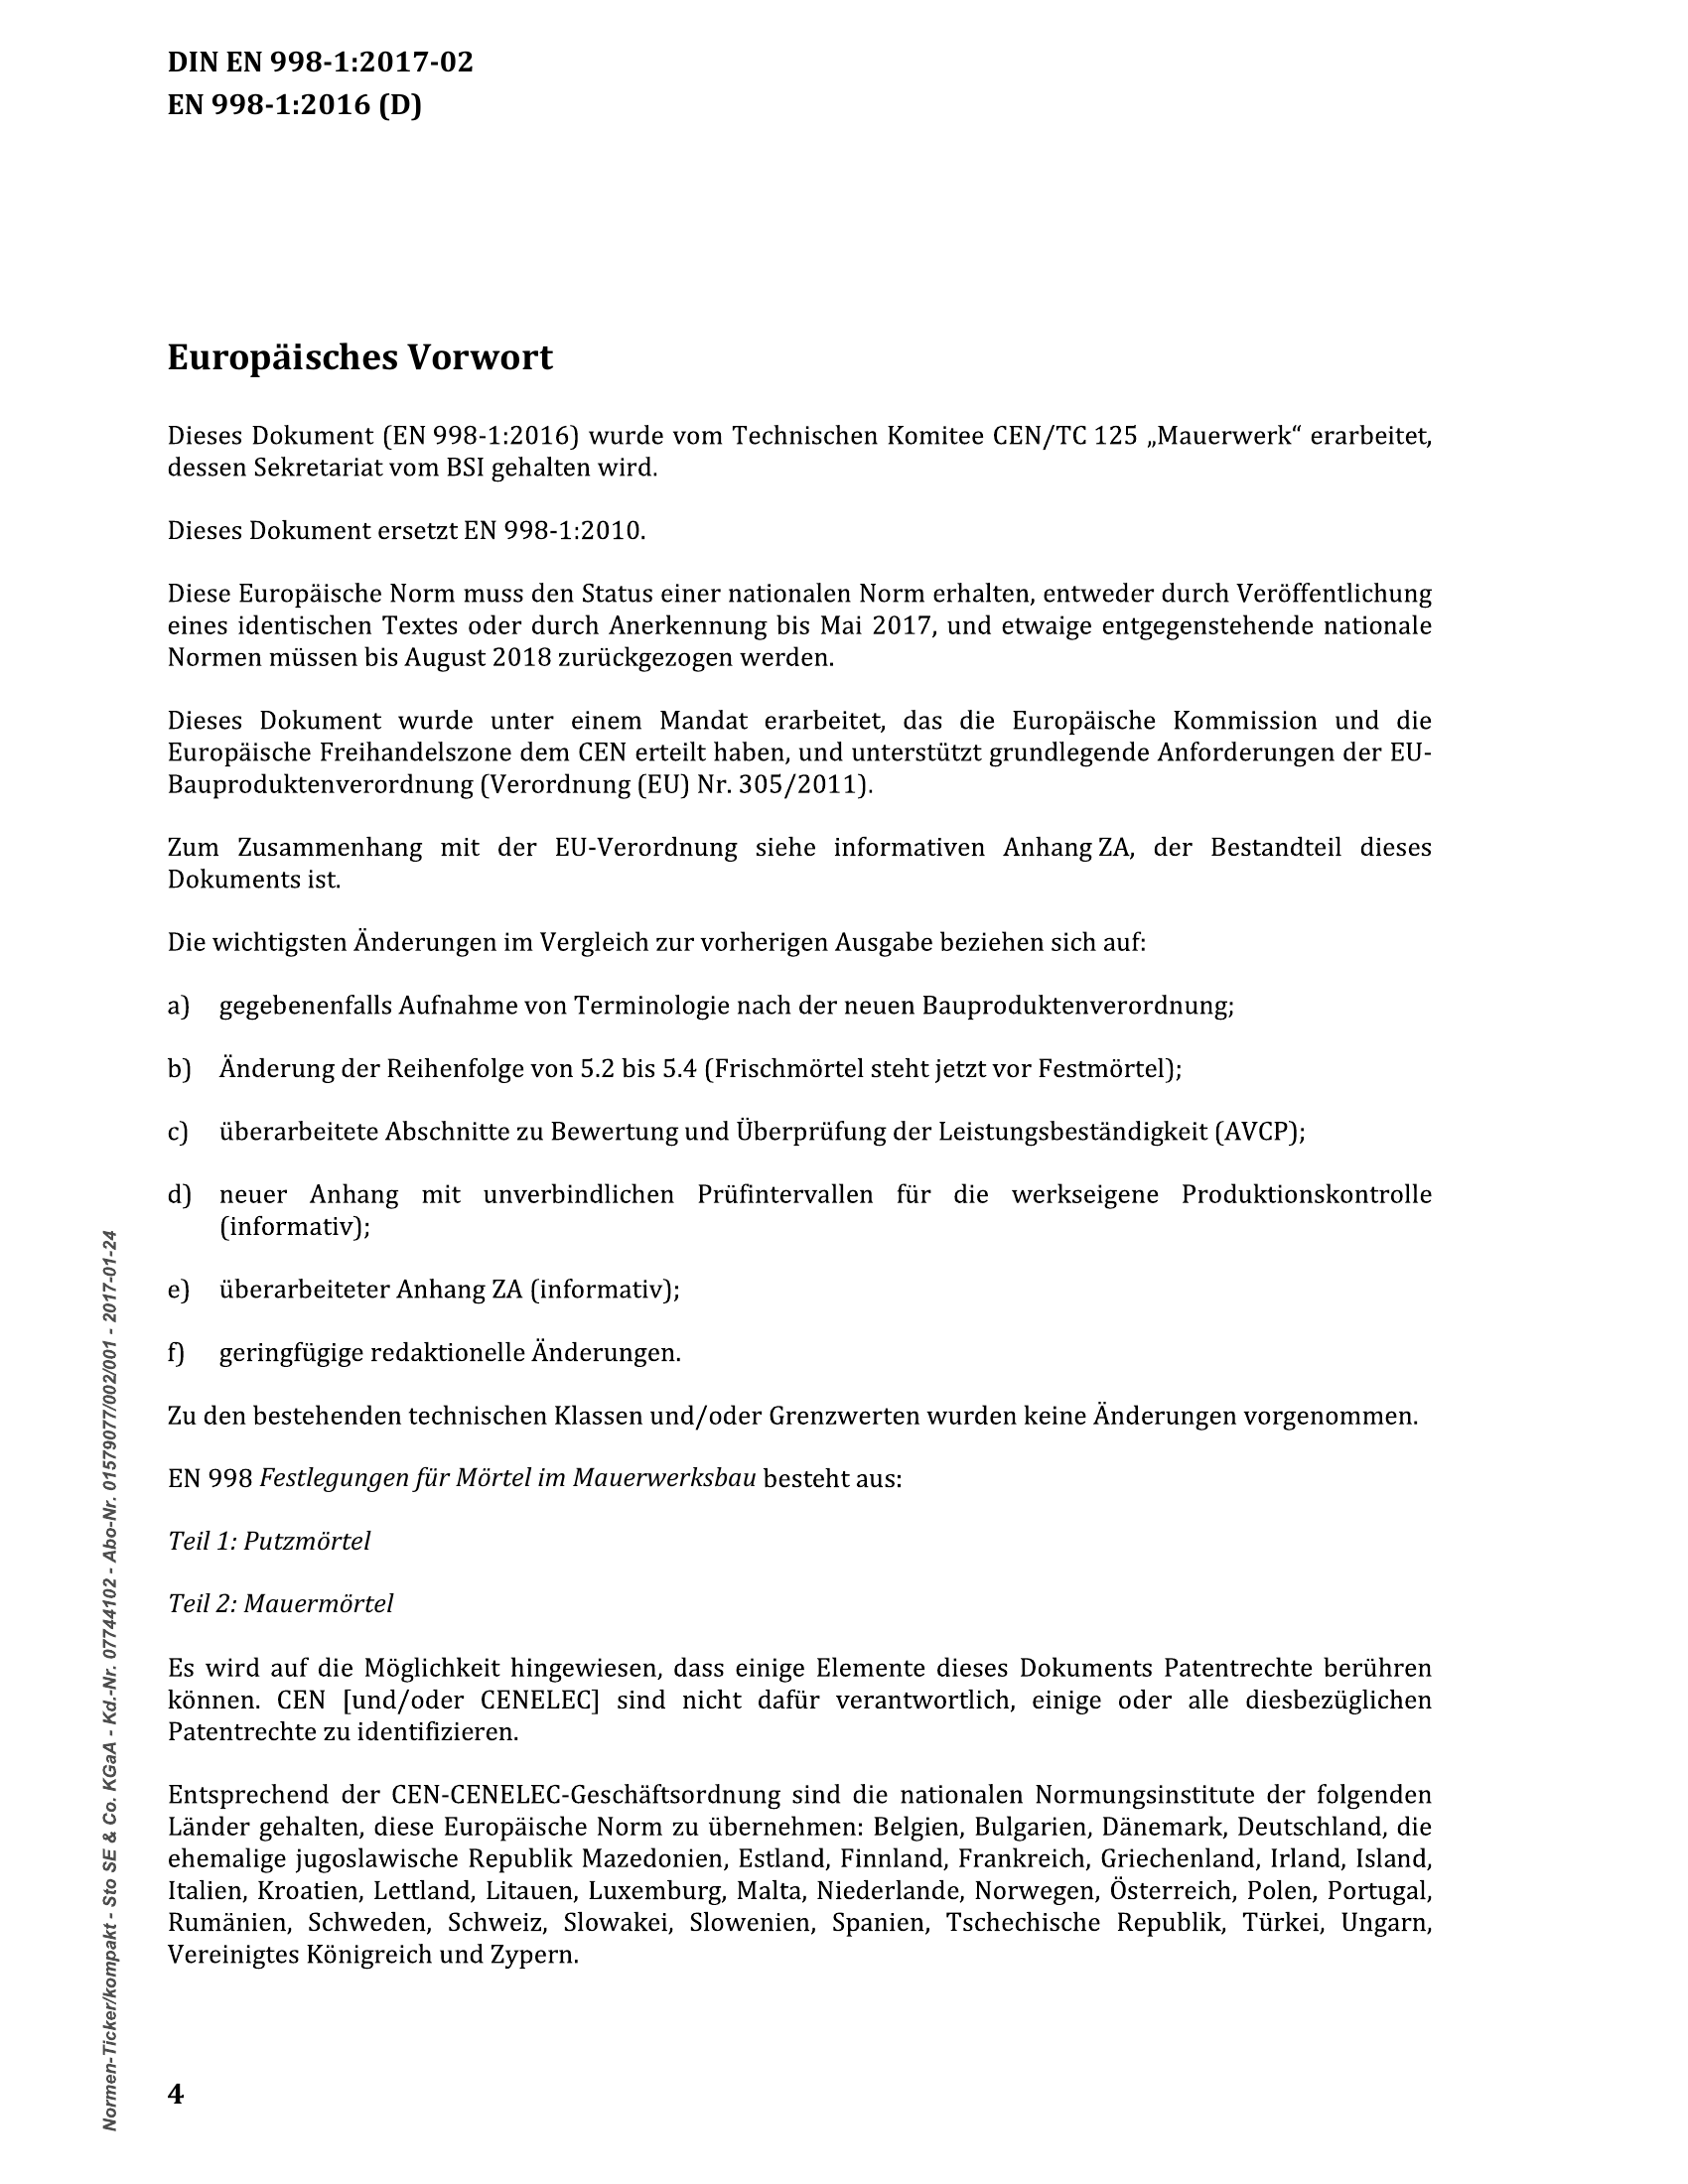 DIN EN 998-1:2017-02
EN 998-1:2016 (D)
Europäisches Vorwort
Dieses Dokument (EN 998-1:2016) wurde vom Technischen Komitee CEN/TC 125 „Mauerwerk“ erarbeitet,
dessen Sekretariat vom BSI gehalten wird.
Dieses Dokument ersetzt EN 998-1:2010.
Diese Europäische Norm muss den Status einer nationalen Norm erhalten, entweder durch Veröffentlichung
eines identischen Textes oder durch Anerkennung bis Mai 2017, und etwaige entgegenstehende nationale
Normen müssen bis August 2018 zurückgezogen werden.
Dieses Dokument wurde unter einem Mandat erarbeitet, das die Europäische Kommission und die
Europäische Freihandelszone dem CEN erteilt haben, und unterstützt grundlegende Anforderungen der EU-
Bauproduktenverordnung (Verordnung (EU) Nr. 305/2011).
Zum Zusammenhang mit der EU-Verordnung siehe informativen Anhang ZA, der Bestandteil dieses
Dokuments ist.
Die wichtigsten Änderungen im Vergleich zur vorherigen Ausgabe beziehen sich auf:
a) gegebenenfalls Aufnahme von Terminologie nach der neuen Bauproduktenverordnung;
b) Änderung der Reihenfolge von 5.2 bis 5.4 (Frischmörtel steht jetzt vor Festmörtel);
c) überarbeitete Abschnitte zu Bewertung und Überprüfung der Leistungsbeständigkeit (AVCP);
d) neuer Anhang mit unverbindlichen Prüfintervallen für die werkseigene Produktionskontrolle
(informativ);
e) überarbeiteter Anhang ZA (informativ);
f) geringfügige redaktionelle Änderungen.
Zu den bestehenden technischen Klassen und/oder Grenzwerten wurden keine Änderungen vorgenommen.
EN 998 Festlegungen für Mörtel im Mauerwerksbau besteht aus:
Teil 1: Putzmörtel
Teil 2: Mauermörtel
Es wird auf die Möglichkeit hingewiesen, dass einige Elemente dieses Dokuments Patentrechte berühren
können. CEN [und/oder CENELEC] sind nicht dafür verantwortlich, einige oder alle diesbezüglichen
Patentrechte zu identifizieren.
Entsprechend der CEN-CENELEC-Geschäftsordnung sind die nationalen Normungsinstitute der folgenden
Länder gehalten, diese Europäische Norm zu übernehmen: Belgien, Bulgarien, Dänemark, Deutschland, die
ehemalige jugoslawische Republik Mazedonien, Estland, Finnland, Frankreich, Griechenland, Irland, Island,
Italien, Kroatien, Lettland, Litauen, Luxemburg, Malta, Niederlande, Norwegen, Österreich, Polen, Portugal,
Rumänien, Schweden, Schweiz, Slowakei, Slowenien, Spanien, Tschechische Republik, Türkei, Ungarn,
Vereinigtes Königreich und Zypern.
4
Normen-Ticker/kompakt - Sto SE & Co. KGaA - Kd.-Nr. 07744102 - Abo-Nr. 01579077/002/001 - 2017-01-24